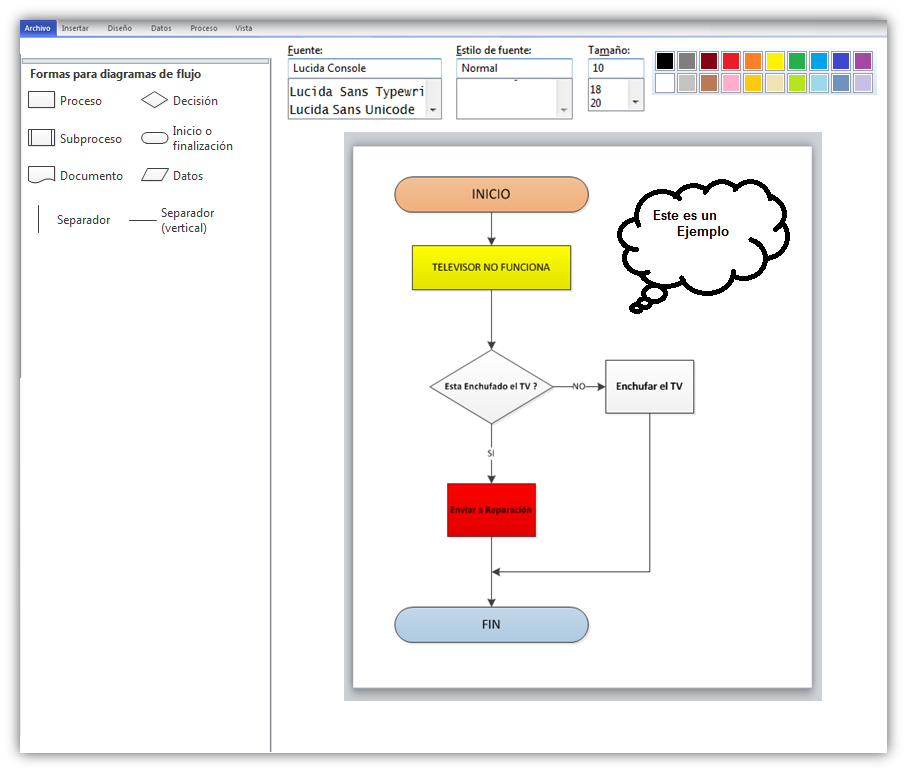 Archivo Insertar Diseño Datos Proceso Vista
Formas para diagramas de flujo
Proceso
Decisión
Subproceso
Inicio o
finalización
Documento
Datos
Separador
Separador
(vertical)
Fuente:
Lucida Console
Lucida Sans Typewri
Lucida Sans Unicode
Estilo de fuente:
Normal
Tamaño:
10
18
20
INICIO
Este es un
Ejemplo
TELEVISOR NO FUNCIONA
Esta Enchufado el TV ?
NO
Enchufar el TV
SI
Enviar a Reparación
FIN